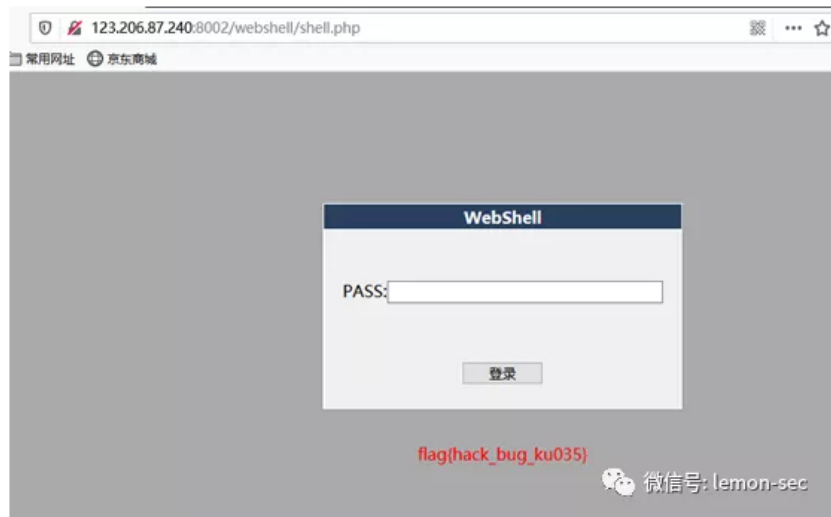 123.206.87.240:8002/webshell/shell.php
常用网址 京东商城
WebShell
PASS:
登录
flag{hack_bug_ku035}
微信号: lemon-sec